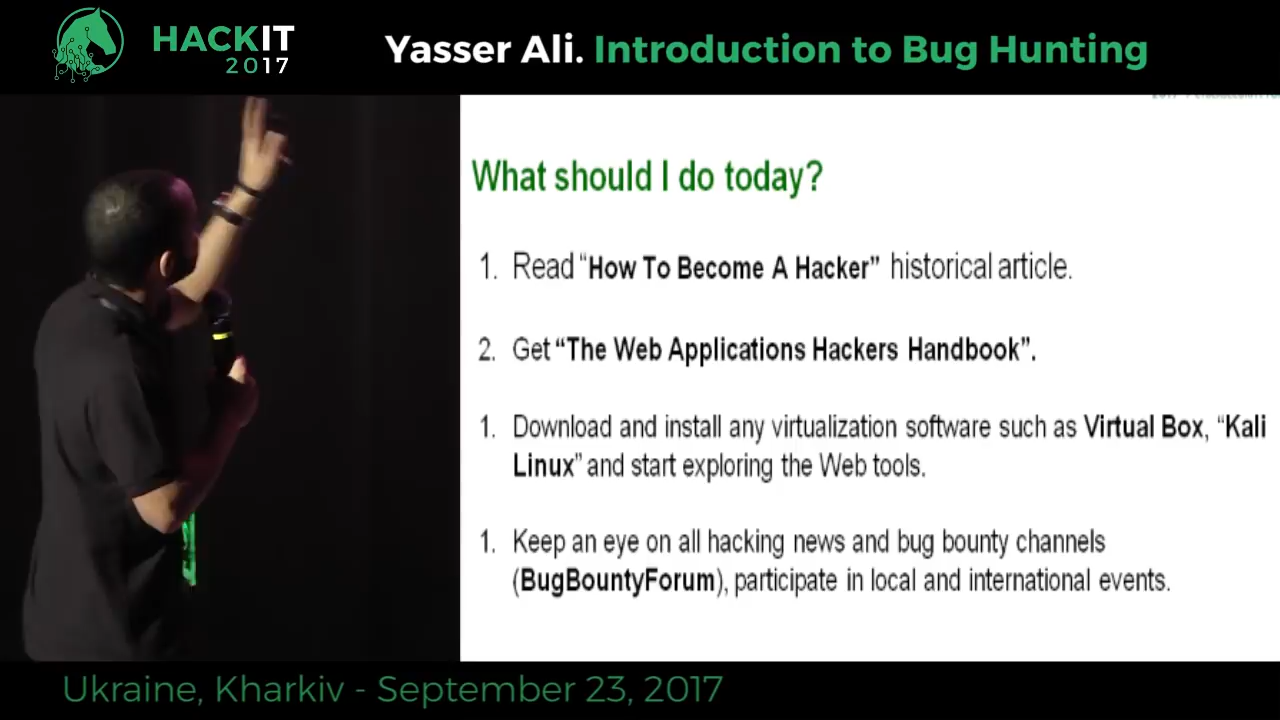 HACKIT
2017
Yasser Ali. Introduction to Bug Hunting
What should I do today?
1. Read “How To Become A Hacker” historical article.
2. Get “The Web Applications Hackers Handbook”.
1. Download and install any virtualization software such as Virtual Box, “Kali
Linux” and start exploring the Web tools.
1. Keep an eye on all hacking news and bug bounty channels
(BugBountyForum), participate in local and international events.
Ukraine, Kharkiv - September 23, 2017